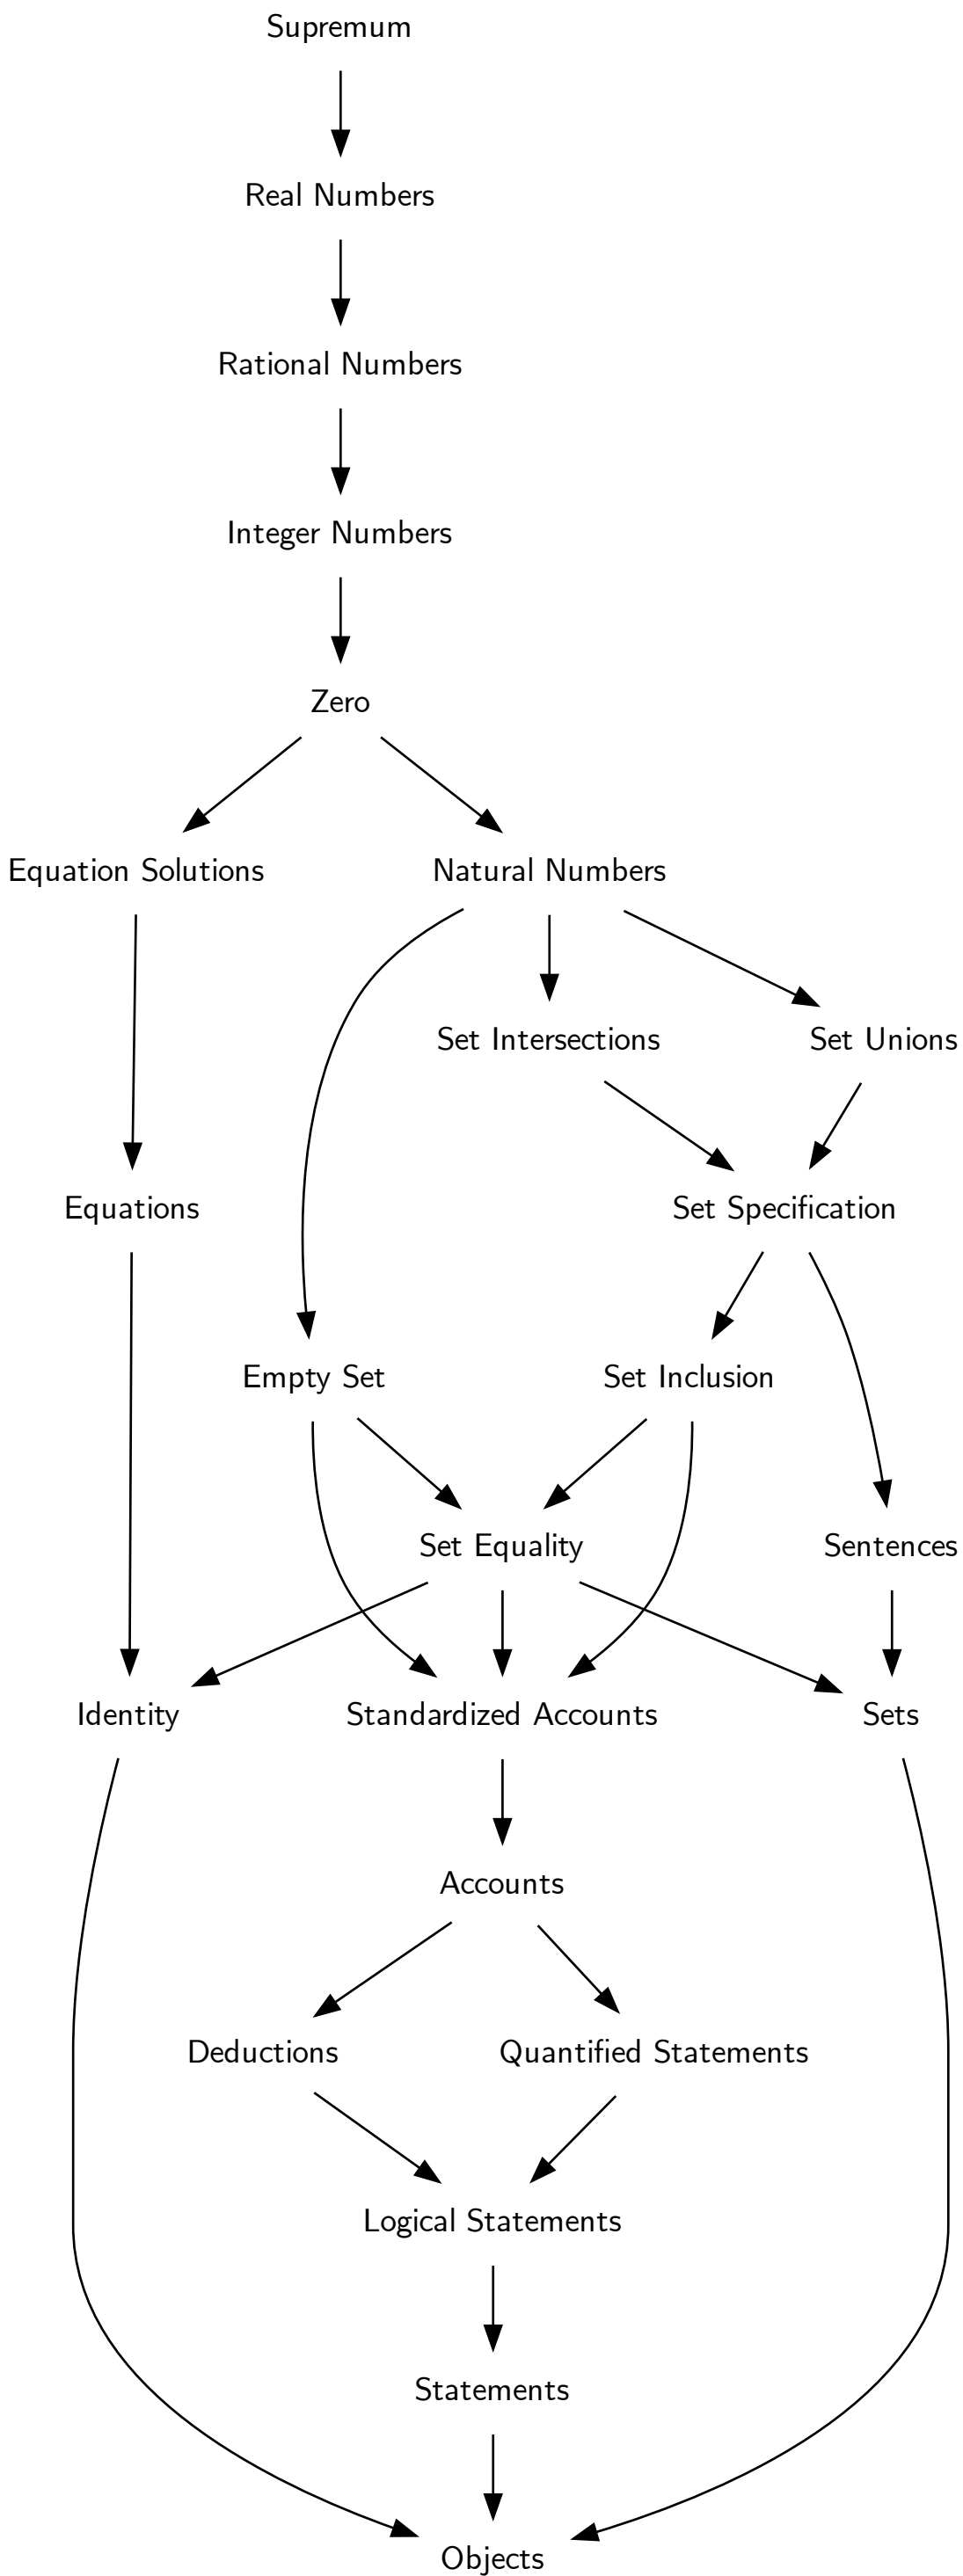 Supremum
Real Numbers
Rational Numbers
Integer Numbers
Zero
Equation Solutions
Natural Numbers
Set Intersections
Set Unions
Equations
Set Specification
Empty Set
Set Inclusion
Set Equality
Sentences
Identity
Standardized Accounts
Sets
Accounts
Deductions
Quantified Statements
Logical Statements
Statements
Objects